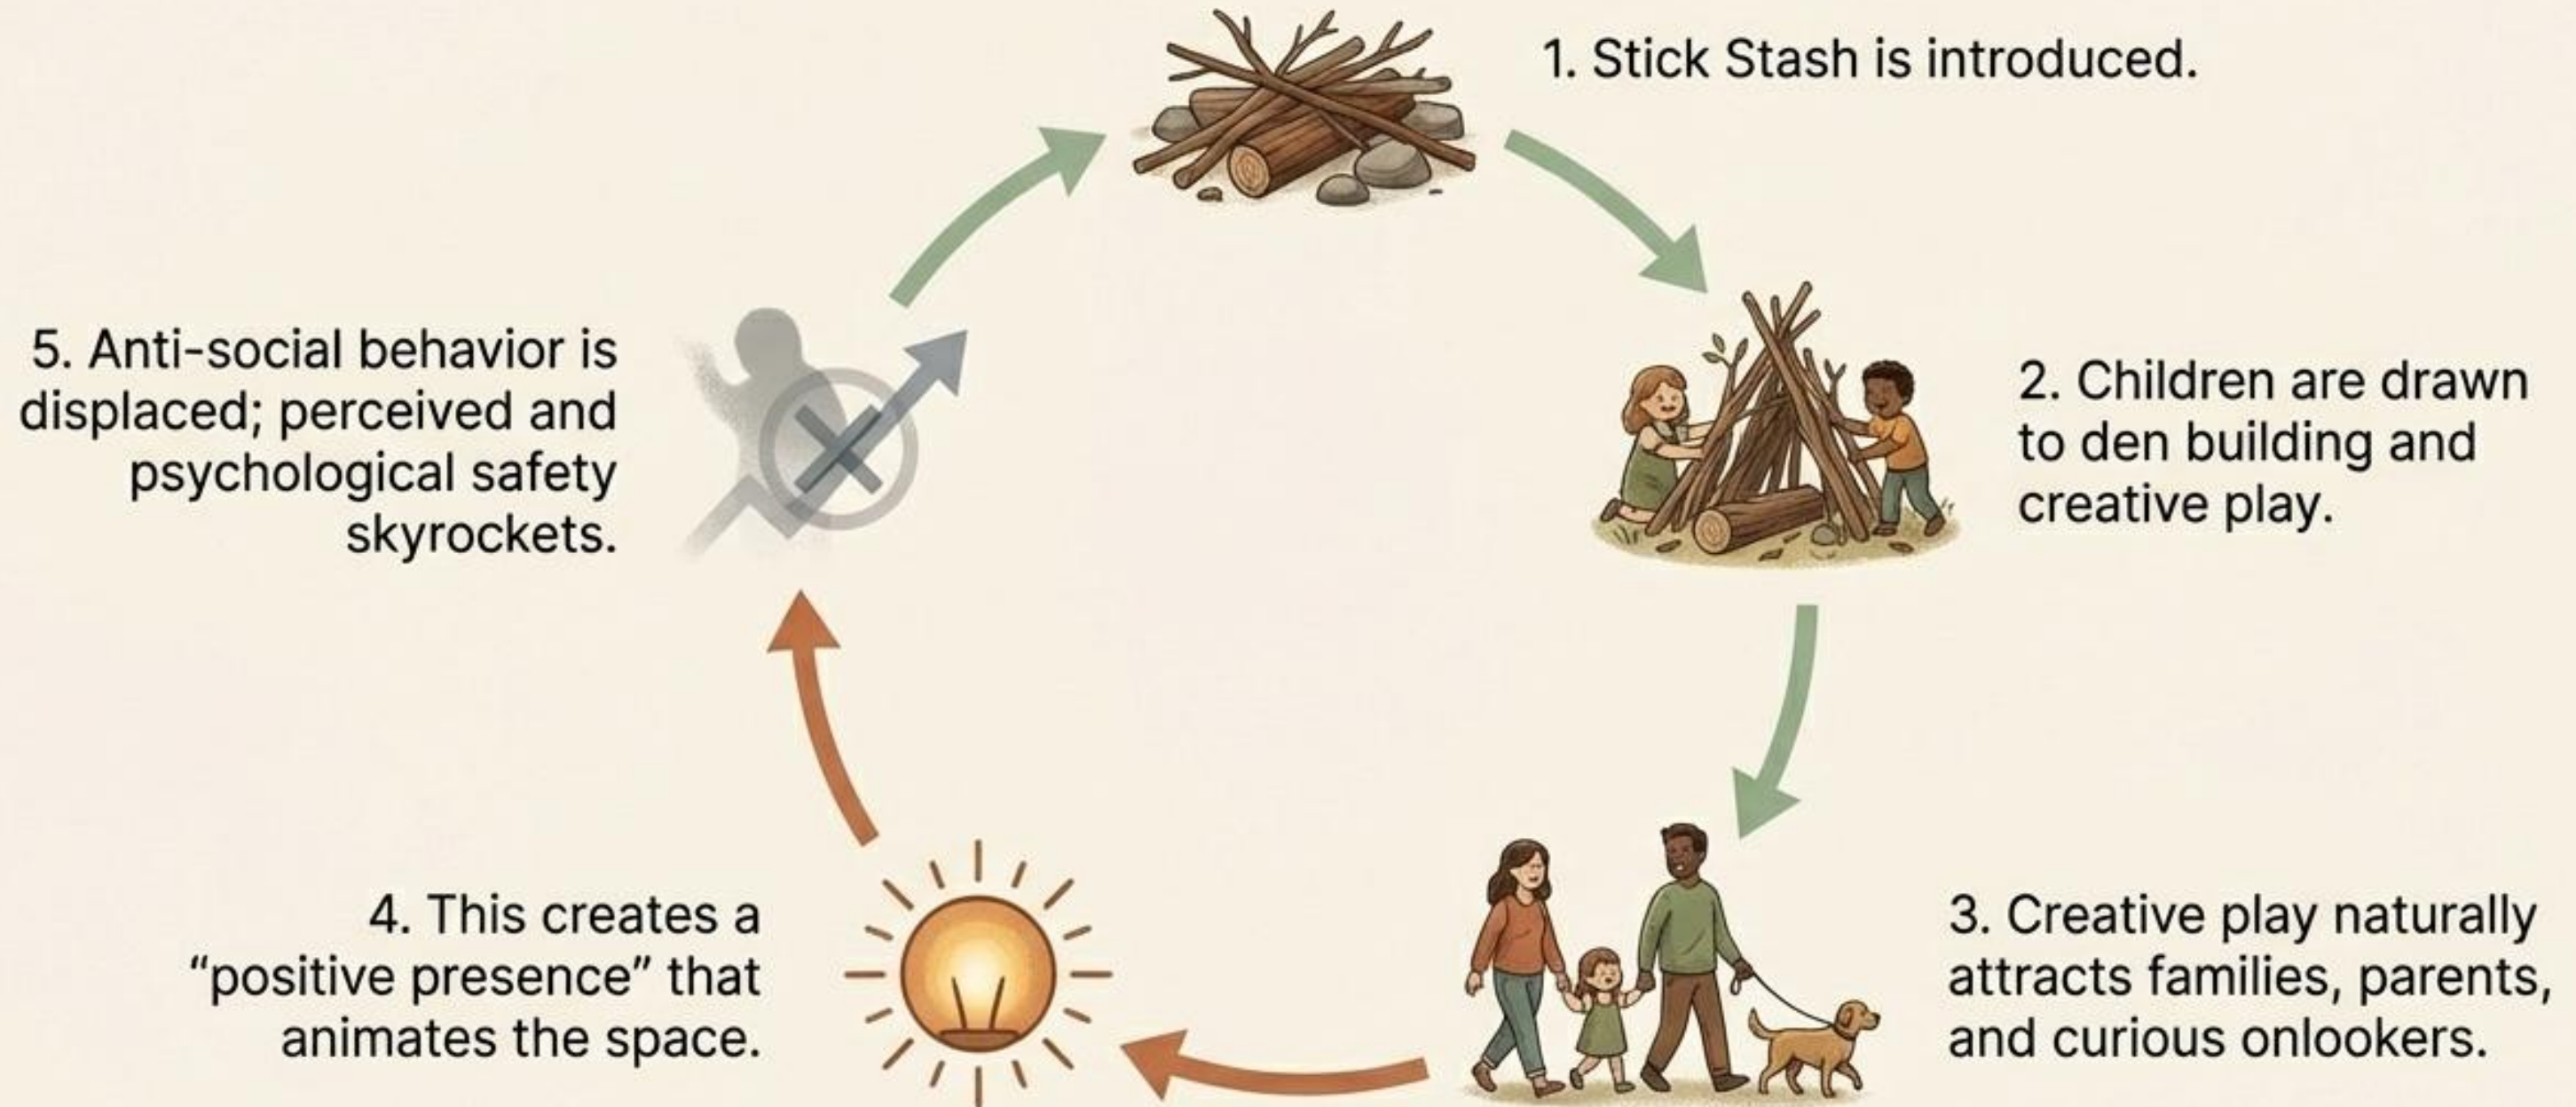 1. Stick Stash is introduced.
2. Children are drawn
to den building and
creative play.
3. Creative play naturally
attracts families, parents,
and curious onlookers.
4. This creates a
“positive presence” that
animates the space.
5. Anti-social behavior is
displaced; perceived and
psychological safety
skyrockets.